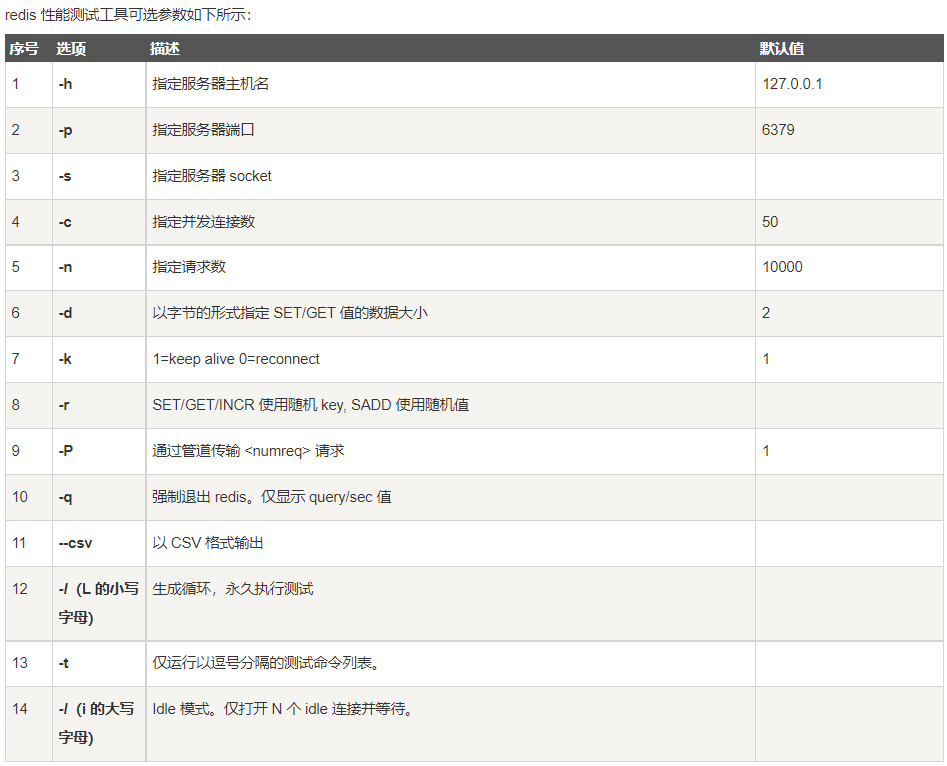 redis 性能测试工具可选参数如下所示：
序号 选项 描述 默认值
1 -h 指定服务器主机名 127.0.0.1
2 -p 指定服务器端口 6379
3 -s 指定服务器 socket
4 -c 指定并发连接数 50
5 -n 指定请求数 10000
6 -d 以字节的形式指定 SET/GET 值的数据大小 2
7 -k 1=keep alive 0=reconnect 1
8 -r SET/GET/INCR 使用随机 key, SADD 使用随机值
9 -P 通过管道传输 <numreq> 请求 1
10 -q 强制退出 redis。仅显示 query/sec 值
11 --csv 以 CSV 格式输出
12 -l（L 的小写 生成循环，永久执行测试
字母)
13 -t 仅运行以逗号分隔的测试命令列表。
14 -I（i 的大写 Idle 模式。仅打开 N 个 idle 连接并等待。
字母)